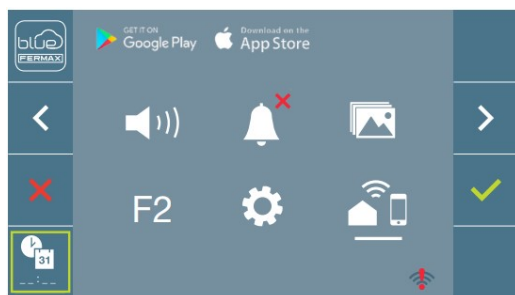 blue
FERMAX
GET IT ON
Google Play
Download on the
App Store
F2
31
--:--